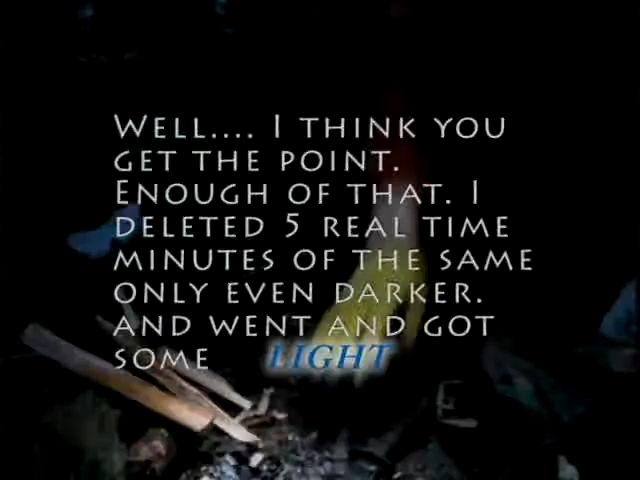 Well.... I think you
get the point.
Enough of that. I
deleted 5 real time
minutes of the same
only even darker.
And went and got
some LIGHT